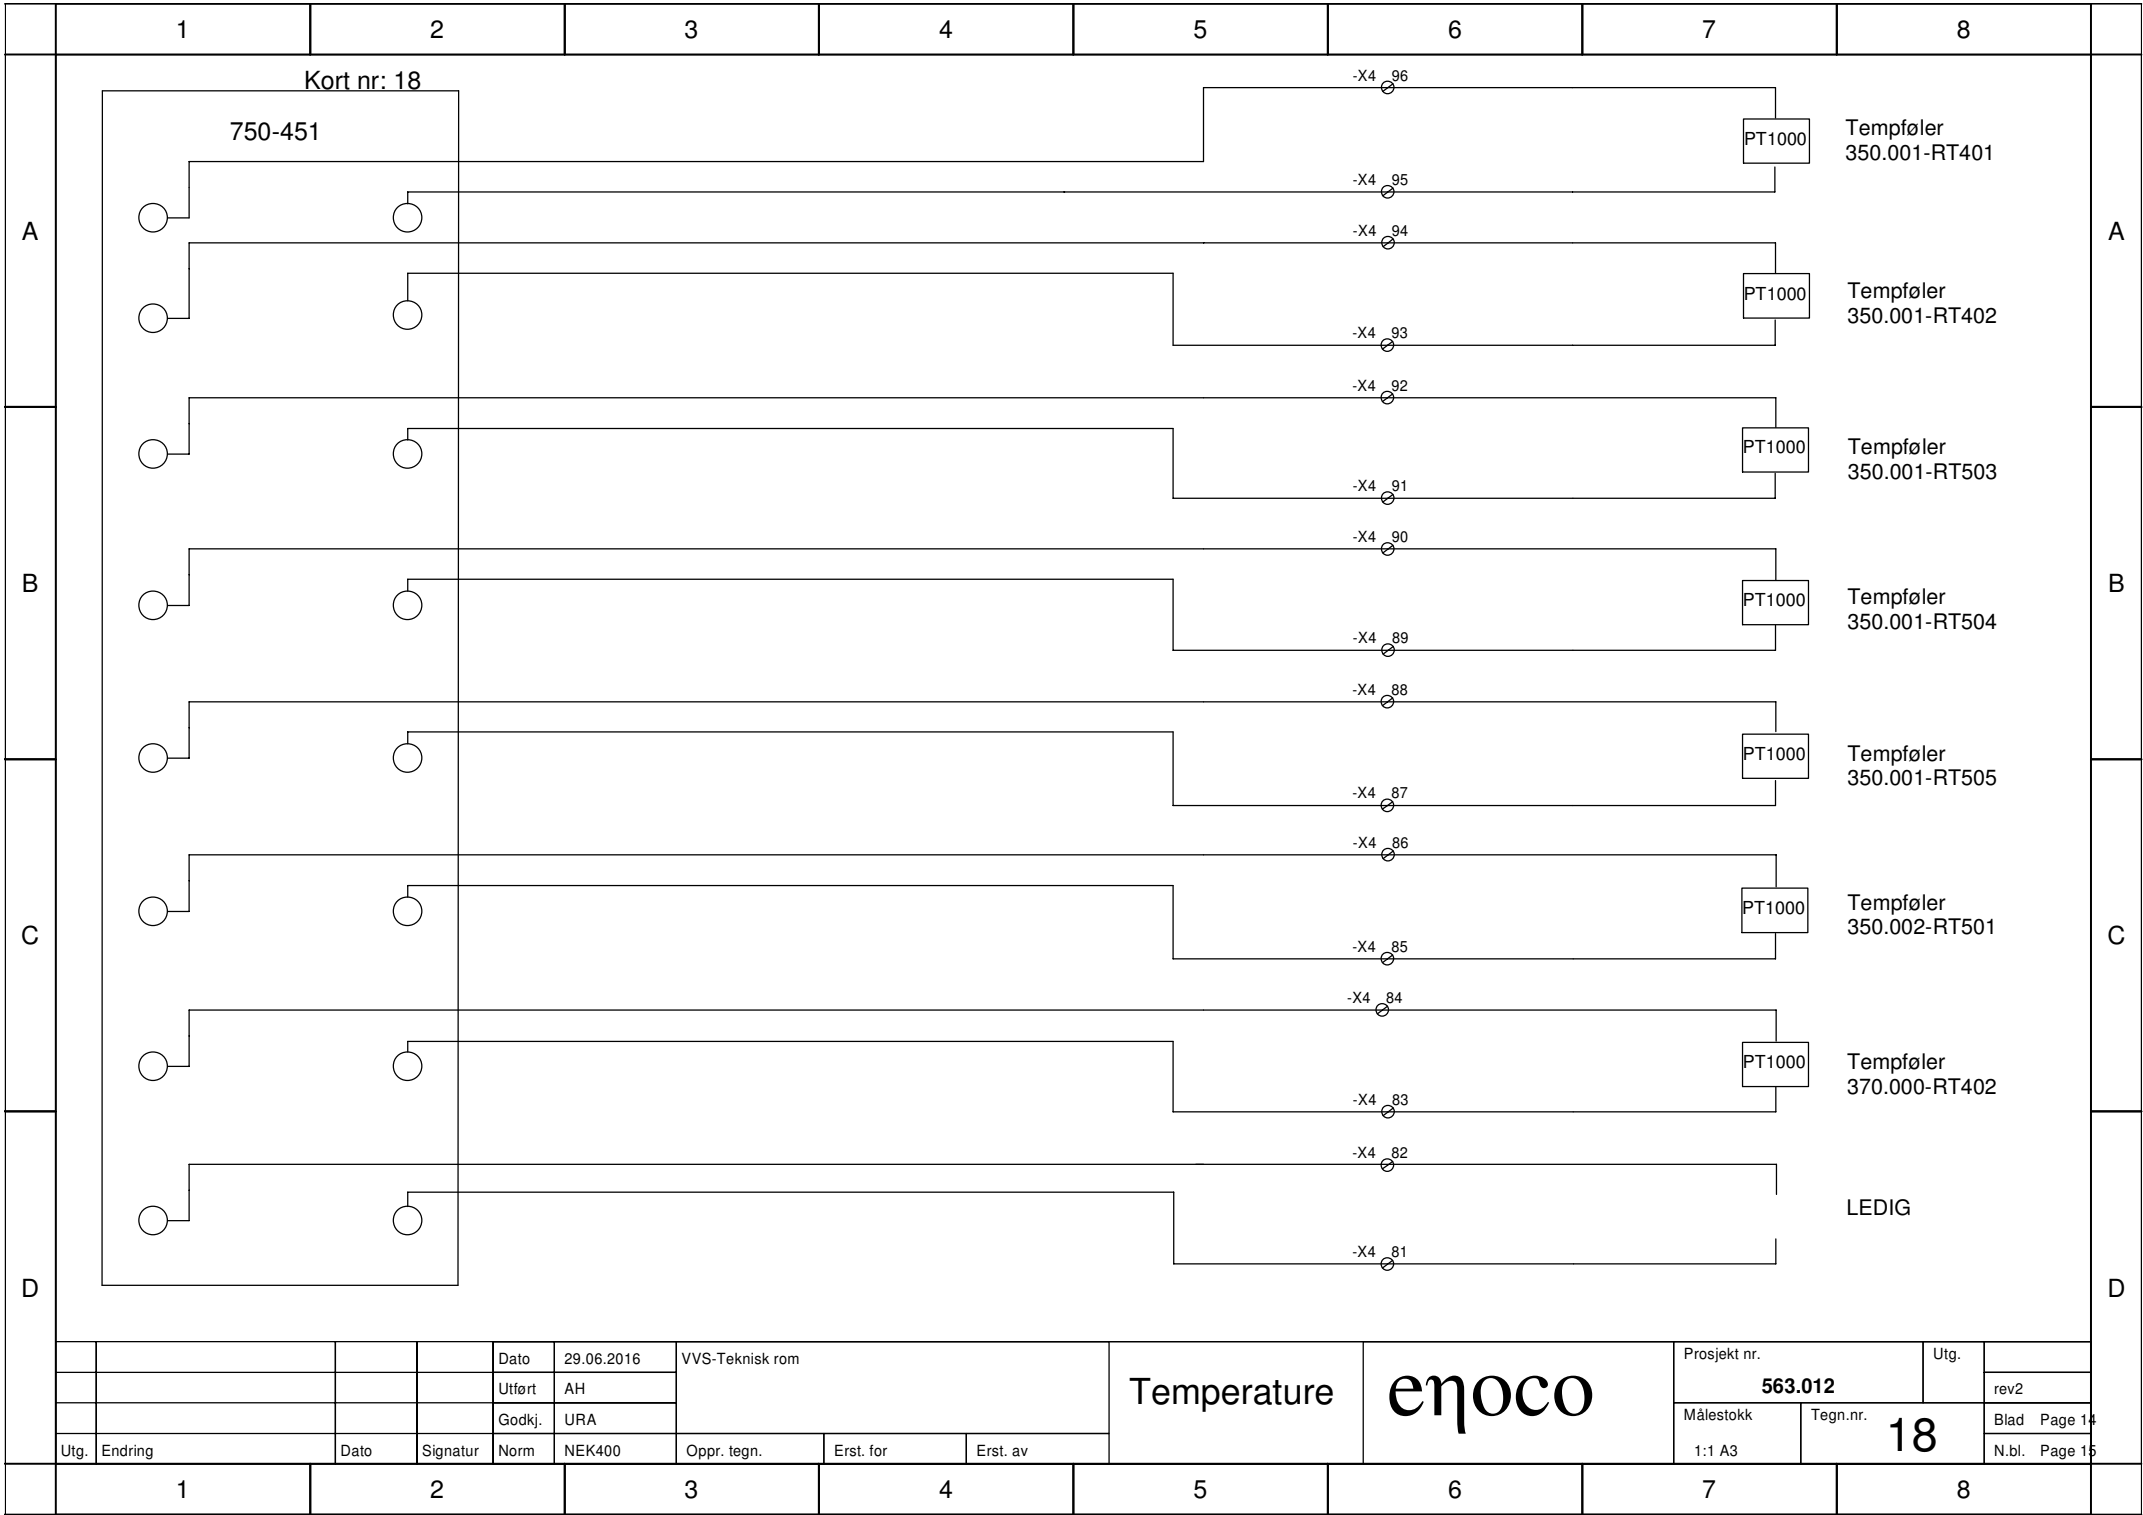 1 2 3 4 5 6 7 8
Kort nr: 18
750-451
-X4 96
PT1000
Tempføler
350.001-RT401
-X4 95
A A
-X4 94
PT1000
Tempføler
350.001-RT402
-X4 93
-X4 92
PT1000
Tempføler
350.001-RT503
-X4 91
-X4 90
B B
PT1000
Tempføler
350.001-RT504
-X4 89
-X4 88
PT1000
Tempføler
350.001-RT505
-X4 87
-X4 86
PT1000
Tempføler
350.002-RT501
C C
-X4 85
-X4 84
PT1000
Tempføler
370.000-RT402
-X4 83
-X4 82
LEDIG
-X4 81
D D
Dato 29.06.2016 VVS-Teknisk rom
Utført AH
Godkj. URA
Utg. Endring Dato Signatur Norm NEK400 Oppr. tegn. Erst. for Erst. av
Temperature
eηoco
Prosjekt nr. Utg.
563.012 rev2
Målestokk Tegn.nr. 18 Blad Page 14
1:1 A3 N.bl. Page 15
1 2 3 4 5 6 7 8